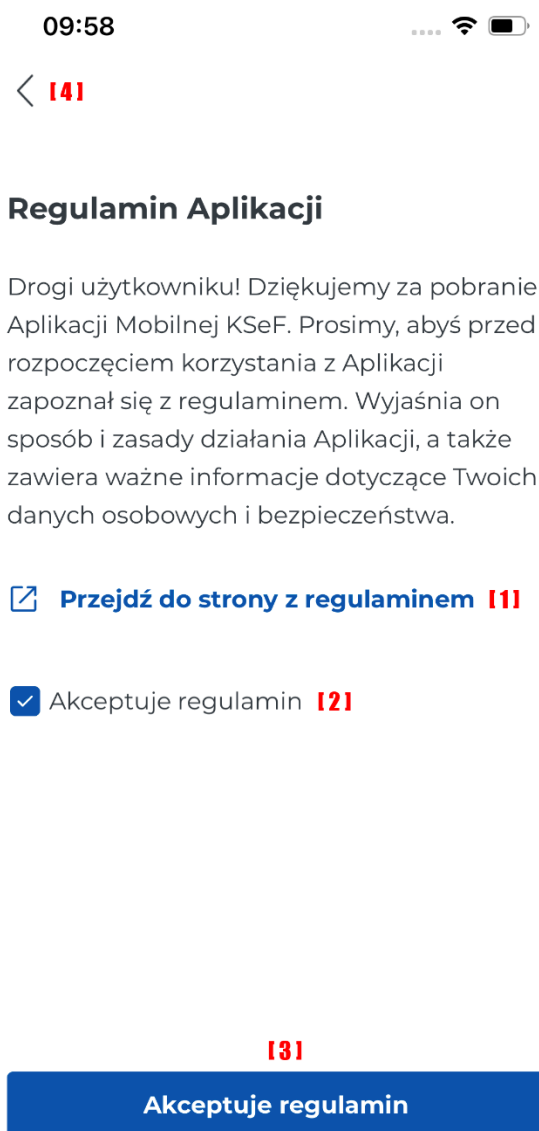 09:58
[4]
Regulamin Aplikacji
Drogi użytkowniku! Dziękujemy za pobranie
Aplikacji Mobilnej KSeF. Prosimy, abyś przed
rozpoczęciem korzystania z Aplikacji
zapoznał się z regulaminem. Wyjaśnia on
sposób i zasady działania Aplikacji, a także
zawiera ważne informacje dotyczące Twoich
danych osobowych i bezpieczeństwa.
Przejdź do strony z regulaminem [1]
Akceptuje regulamin [2]
[3]
Akceptuje regulamin